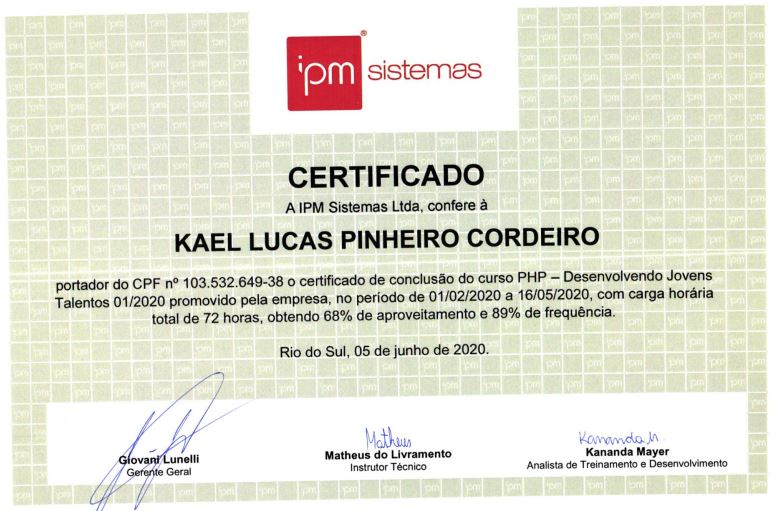 ipm sistemas®
CERTIFICADO
A IPM Sistemas Ltda, confere à
KAEL LUCAS PINHEIRO CORDEIRO
portador do CPF nº 103.532.649-38 o certificado de conclusão do curso PHP – Desenvolvendo Jovens
Talentos 01/2020 promovido pela empresa, no período de 01/02/2020 a 16/05/2020, com carga horária
total de 72 horas, obtendo 68% de aproveitamento e 89% de frequência.
Rio do Sul, 05 de junho de 2020.
Matheus
Kananda M.
Giovani Lunelli
Gerente Geral
Matheus do Livramento
Instrutor Técnico
Kananda Mayer
Analista de Treinamento e Desenvolvimento